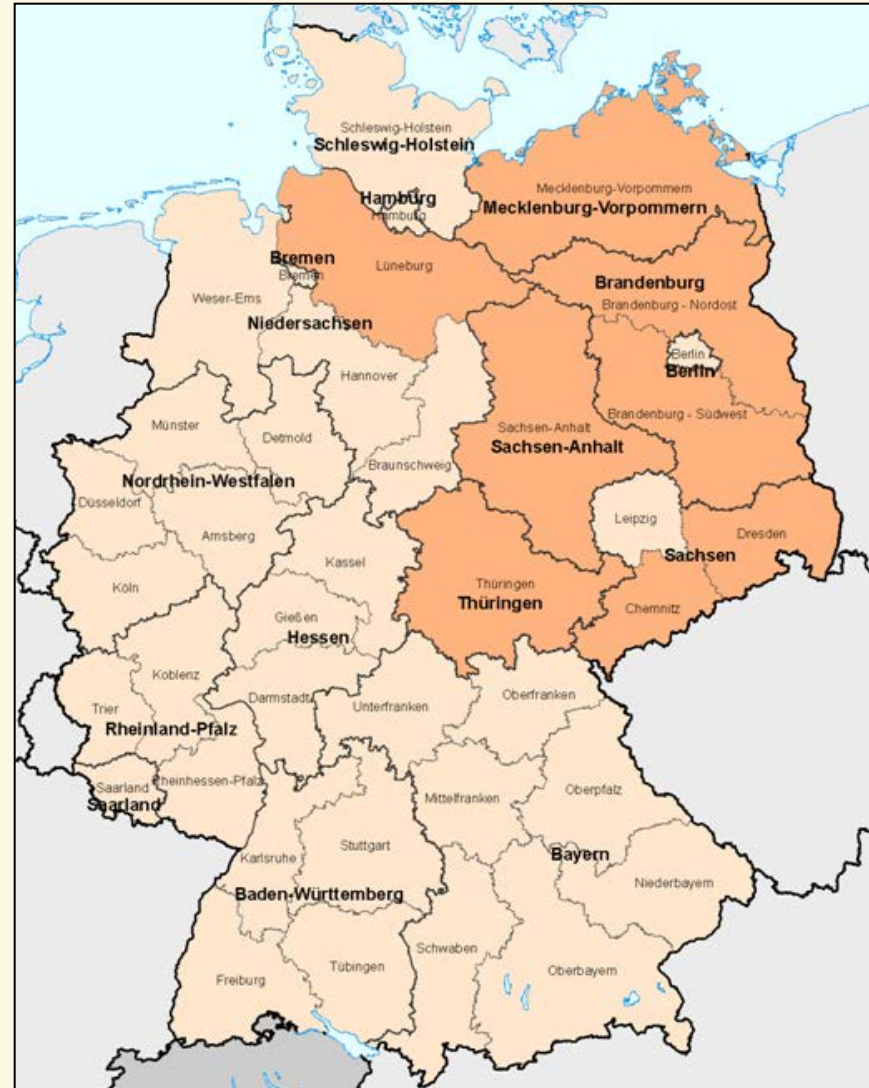 Schleswig-Holstein
Schleswig-Holstein
Mecklenburg-Vorpommern
Mecklenburg-Vorpommern
Hamburg
Hamburg
Bremen
Bremen
Lüneburg
Brandenburg
Brandenburg - Nordost
Weser-Ems
Niedersachsen
Berlin
Berlin
Hannover
Brandenburg - Südwest
Münster
Detmold
Sachsen-Anhalt
Sachsen-Anhalt
Braunschweig
Nordrhein-Westfalen
Düsseldorf
Leipzig
Arnsberg
Dresden
Sachsen
Kassel
Köln
Thüringen
Thüringen
Chemnitz
Gießen
Hessen
Koblenz
Darmstadt
Unterfranken
Oberfranken
Trier
Rheinland-Pfalz
Rheinhessen-Pfalz
Saarland
Saarland
Mittelfranken
Oberpfalz
Stuttgart
Karlsruhe
Bayern
Niederbayern
Baden-Württemberg
Schwaben
Tübingen
Oberbayern
Freiburg